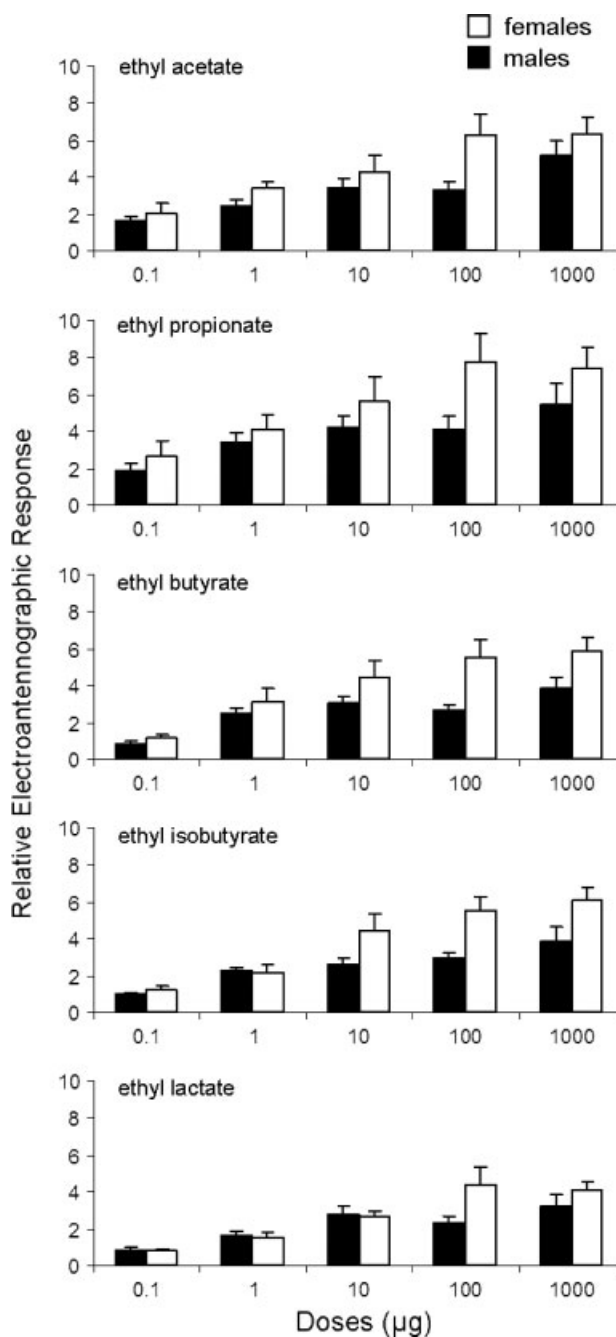 females
males
ethyl acetate
10
8
6
4
2
0
0.1 1 10 100 1000
ethyl propionate
10
8
6
4
2
0
0.1 1 10 100 1000
ethyl butyrate
10
8
6
4
2
0
0.1 1 10 100 1000
ethyl isobutyrate
10
8
6
4
2
0
0.1 1 10 100 1000
ethyl lactate
10
8
6
4
2
0
0.1 1 10 100 1000
Relative Electroantennographic Response
Doses (µg)